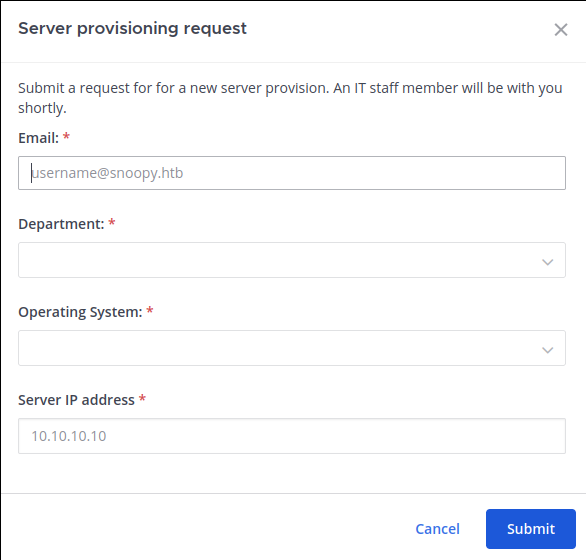 Server provisioning request
Submit a request for for a new server provision. An IT staff member will be with you
shortly.
Email: *
username@snoopy.htb
Department: *
Operating System: *
Server IP address *
10.10.10.10
Cancel Submit